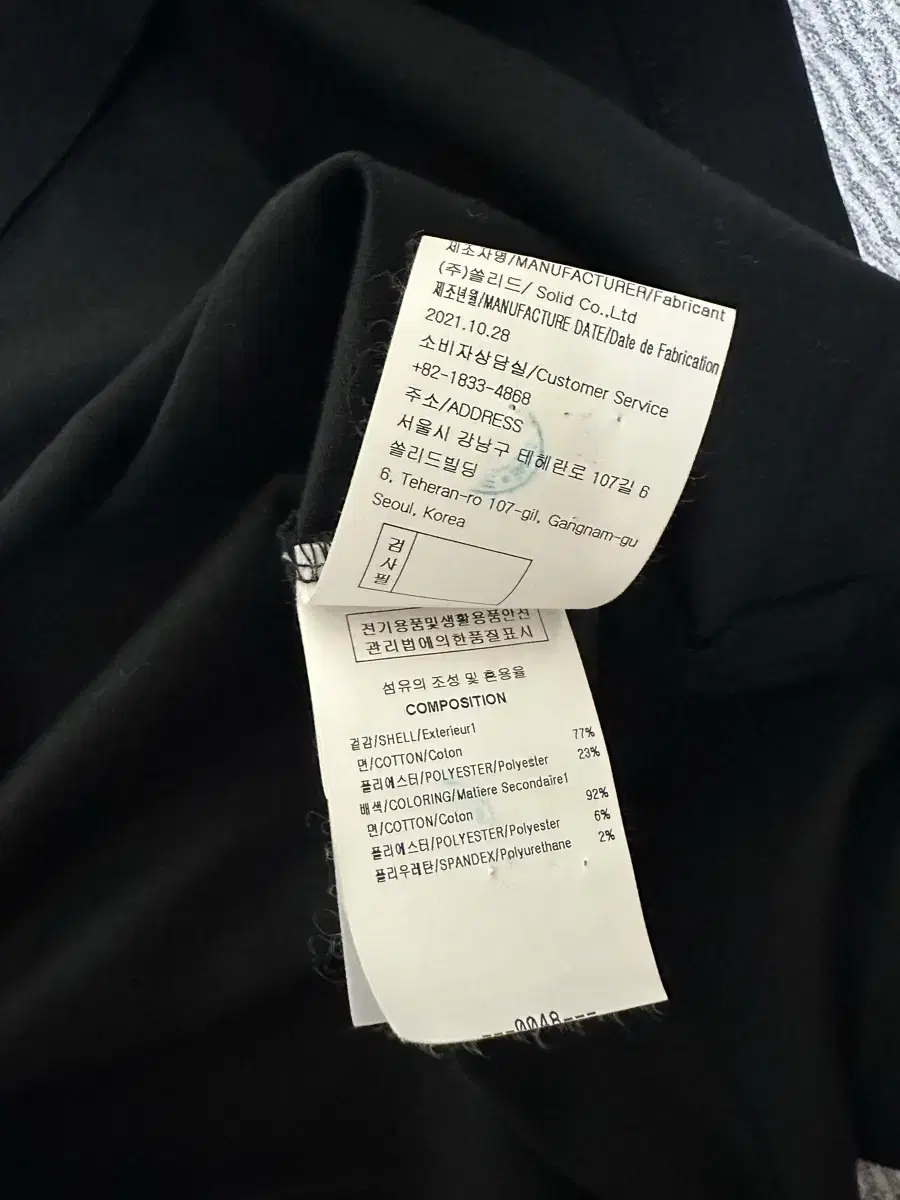 제조사명/MANUFACTURER/Fabricant
(주)쏠리드/ Solid Co.,Ltd
제조년월/MANUFACTURE DATE/Date de Fabrication
2021.10.28
소비자상담실/Customer Service
+82-1833-4868
주소/ADDRESS
서울시 강남구 테헤란로 107길 6
쏠리드빌딩
6, Teheran-ro 107-gil, Gangnam-gu
Seoul, Korea
검사필
전기용품및생활용품안전
관리법에의한품질표시
섬유의 조성 및 혼용율
COMPOSITION
겉감/SHELL/Exterieur1
면/COTTON/Coton 77%
폴리에스터/POLYESTER/Polyester 23%
배색/COLORING/Matiere Secondaire1
면/COTTON/Coton 92%
폴리에스터/POLYESTER/Polyester 6%
폴리우레탄/SPANDEX/Polyurethane 2%
---0048---